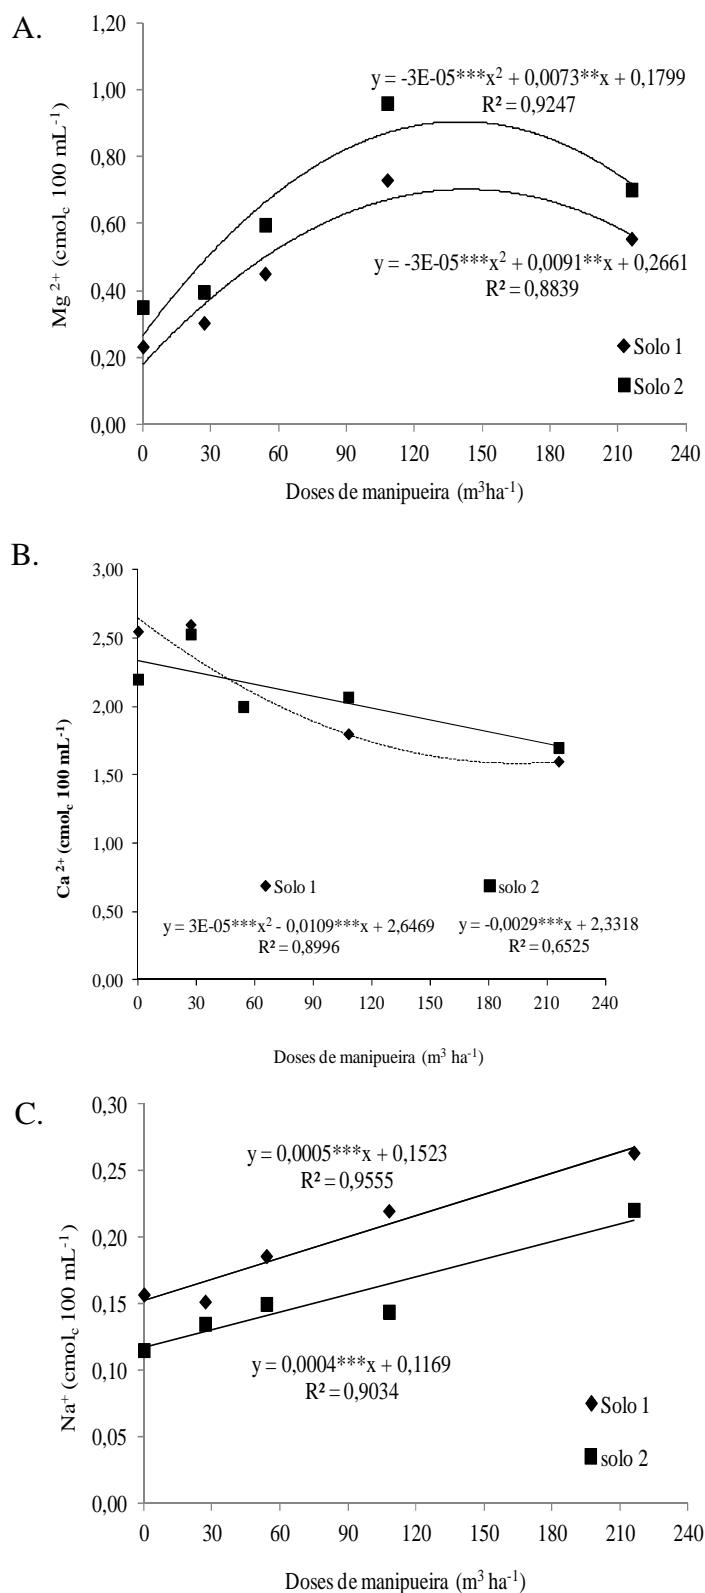 A.
Mg 2+ (cmolc 100 mL-1)
1,20
1,00
0,80
0,60
0,40
0,20
0,00
y = -3E-05***x2 + 0,0073**x + 0,1799
R² = 0,9247
y = -3E-05***x2 + 0,0091**x + 0,2661
R² = 0,8839
Solo 1
Solo 2
0 30 60 90 120 150 180 210 240
Doses de manipueira (m3ha-1)
B.
Ca 2+ (cmolc 100 mL-1)
3,00
2,50
2,00
1,50
1,00
0,50
0,00
Solo 1
solo 2
y = 3E-05***x2 - 0,0109***x + 2,6469
R² = 0,8996
y = -0,0029***x + 2,3318
R² = 0,6525
0 30 60 90 120 150 180 210 240
Doses de manipueira (m3 ha-1)
C.
Na+ (cmolc 100 mL-1)
0,30
0,25
0,20
0,15
0,10
0,05
0,00
y = 0,0005***x + 0,1523
R² = 0,9555
y = 0,0004***x + 0,1169
R² = 0,9034
Solo 1
solo 2
0 30 60 90 120 150 180 210 240
Doses de manipueira (m3 ha-1)